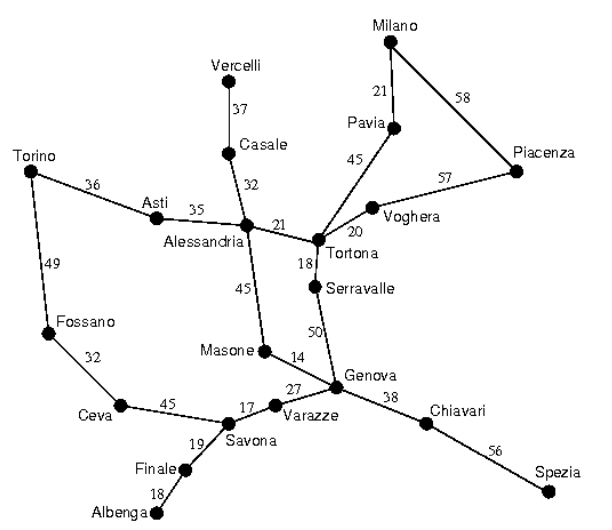 Milano
Vercelli
21
58
37
Pavia
Casale
Torino
Piacenza
45
32
57
36
Asti
35
Voghera
21
20
Alessandria
Tortona
18
49
45
Serravalle
Fossano
50
Masone
14
32
Genova
27
38
45
17
Chiavari
Ceva
Varazze
Savona
19
56
Finale
Spezia
18
Albenga